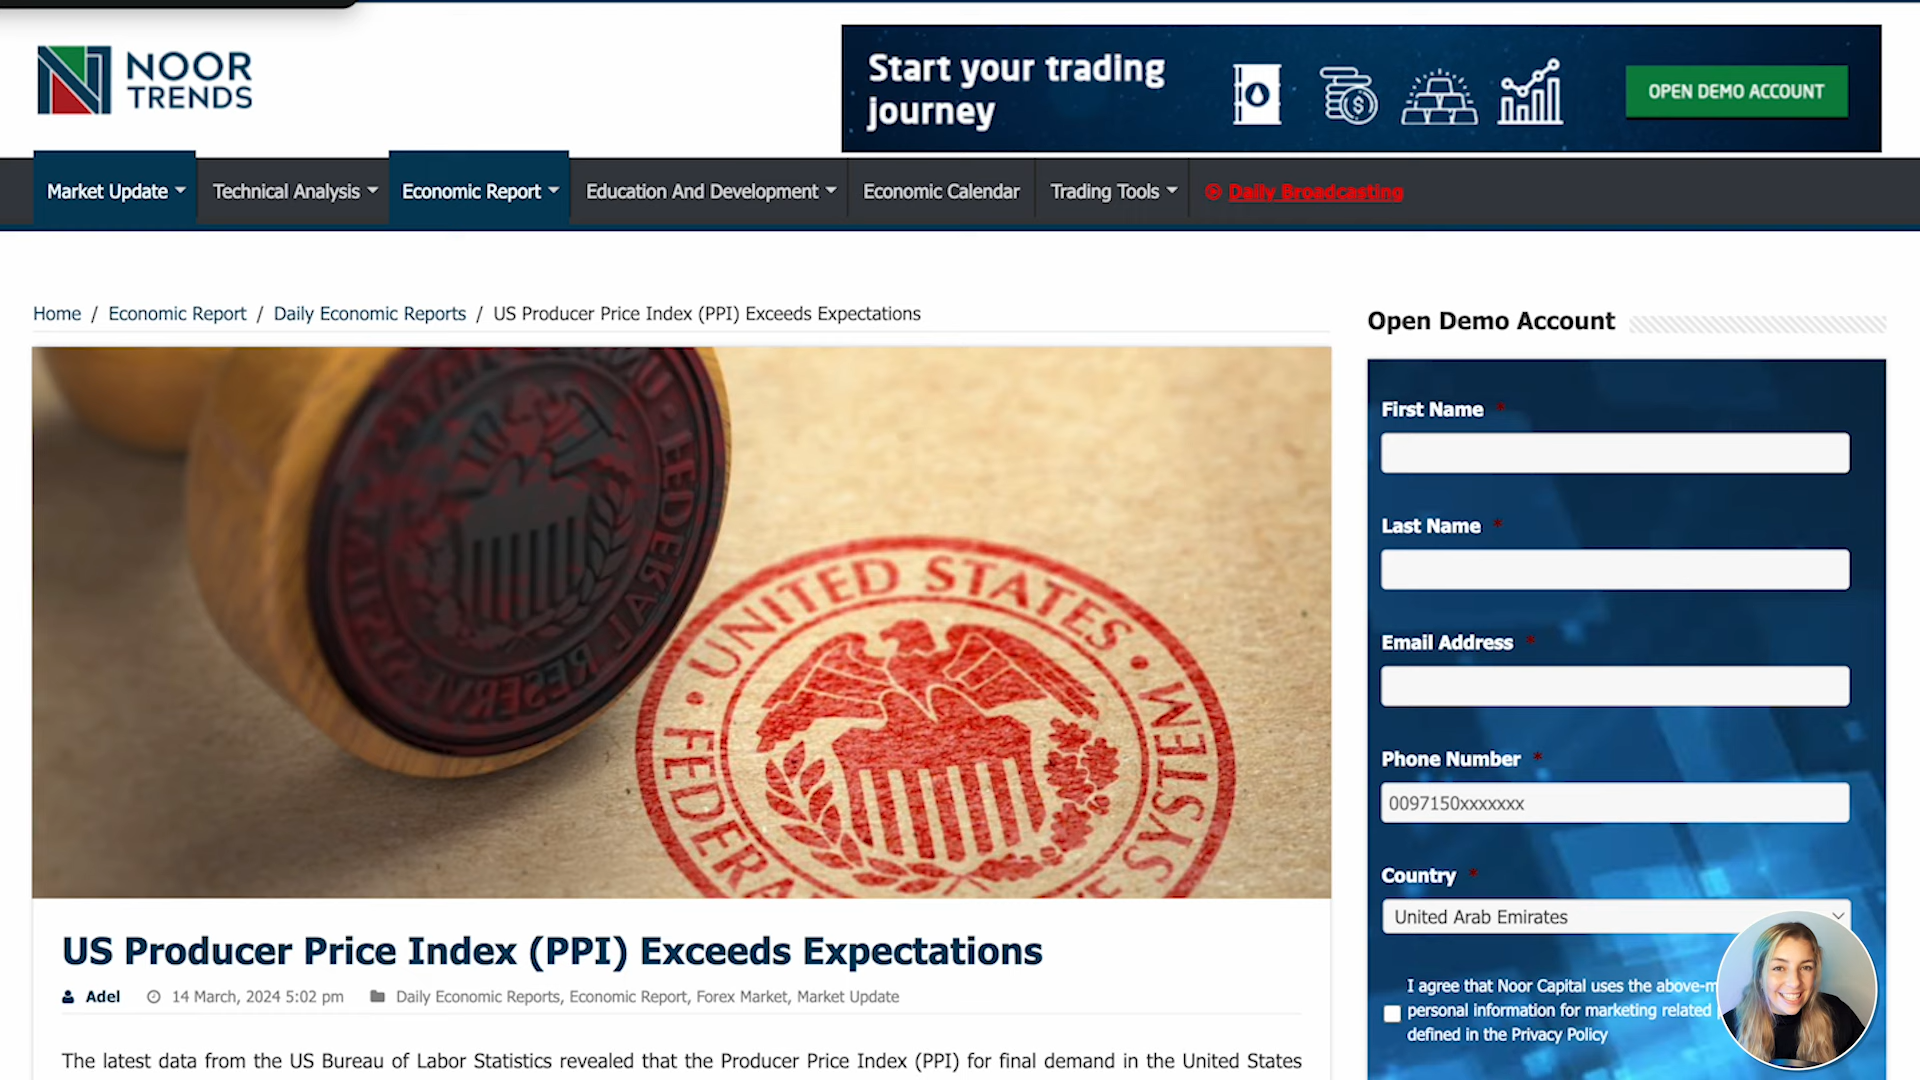 NOOR
TRENDS
Start your trading
journey
OPEN DEMO ACCOUNT
Market Update
Technical Analysis
Economic Report
Education And Development
Economic Calendar
Trading Tools
Daily Broadcasting
Home / Economic Report / Daily Economic Reports / US Producer Price Index (PPI) Exceeds Expectations
UNITED STATES
FEDERAL RESERVE
SYSTEM
US Producer Price Index (PPI) Exceeds Expectations
Adel 14 March, 2024 5:02 pm Daily Economic Reports, Economic Report, Forex Market, Market Update
The latest data from the US Bureau of Labor Statistics revealed that the Producer Price Index (PPI) for final demand in the United States
Open Demo Account
First Name *
Last Name *
Email Address *
Phone Number *
0097150xxxxxxx
Country *
United Arab Emirates
I agree that Noor Capital uses the above-m
personal information for marketing related
defined in the Privacy Policy